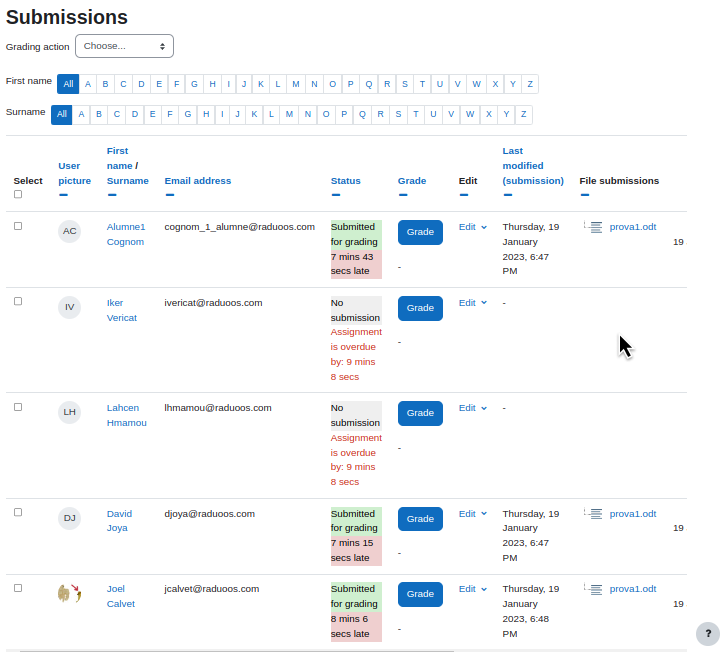 Submissions
Grading action Choose...
First name All A B C D E F G H I J K L M N O P Q R S T U V W X Y Z
Surname All A B C D E F G H I J K L M N O P Q R S T U V W X Y Z
Select
User picture
First name / Surname
Email address
Status
Grade
Edit
Last modified (submission)
File submissions
AC
Alumne1
Cognom
cognom_1_alumne@raduoos.com
Submitted
for grading
7 mins 43
secs late
Grade
-
Edit
Thursday, 19
January
2023, 6:47
PM
prova1.odt
19
IV
Iker
Vericat
ivericat@raduoos.com
No
submission
Assignment
is overdue
by: 9 mins
8 secs
Grade
-
Edit
-
LH
Lahcen
Hmamou
lhmamou@raduoos.com
No
submission
Assignment
is overdue
by: 9 mins
8 secs
Grade
-
Edit
-
DJ
David
Joya
djoya@raduoos.com
Submitted
for grading
7 mins 15
secs late
Grade
-
Edit
Thursday, 19
January
2023, 6:47
PM
prova1.odt
19
Joel
Calvet
jcalvet@raduoos.com
Submitted
for grading
8 mins 6
secs late
Grade
-
Edit
Thursday, 19
January
2023, 6:48
PM
prova1.odt
19
?